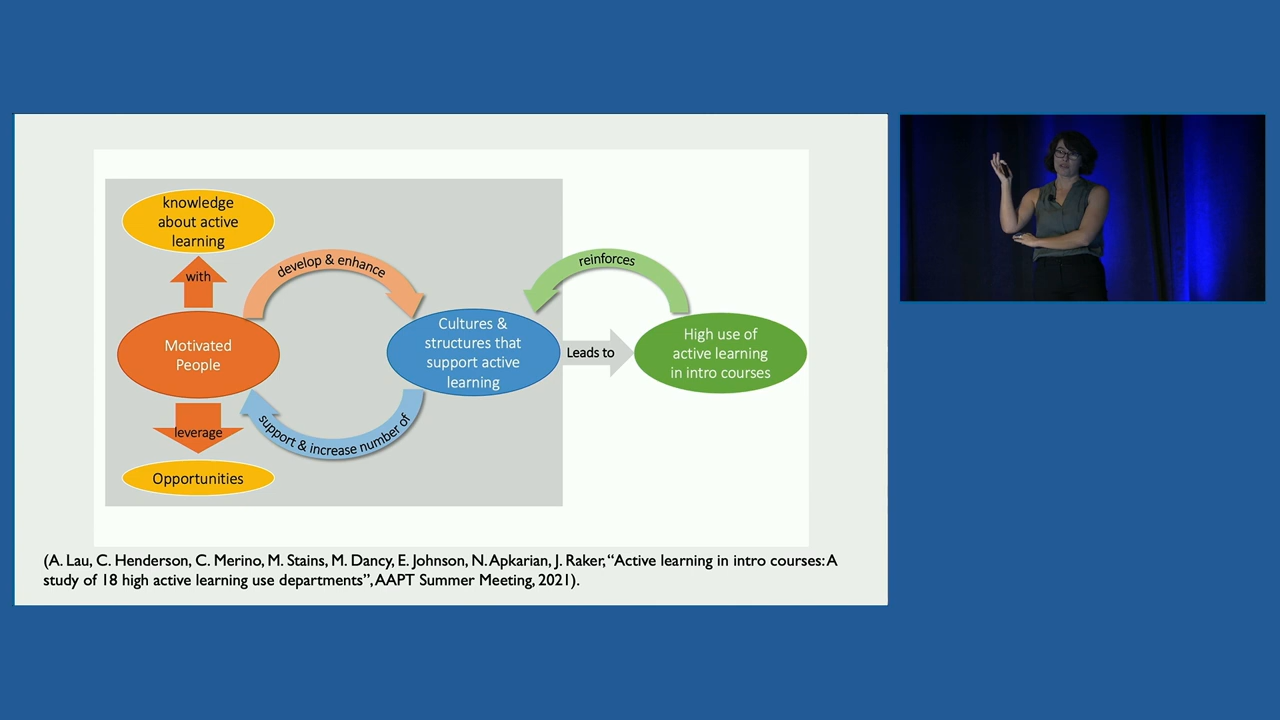 knowledge
about active
learning
with
develop & enhance
reinforces
Motivated
People
Cultures &
structures that
support active
learning
Leads to
High use of
active learning
in intro courses
leverage
support & increase number of
Opportunities
(A. Lau, C. Henderson, C. Merino, M. Stains, M. Dancy, E. Johnson, N. Apkarian, J. Raker, “Active learning in intro courses: A
study of 18 high active learning use departments”, AAPT Summer Meeting, 2021).